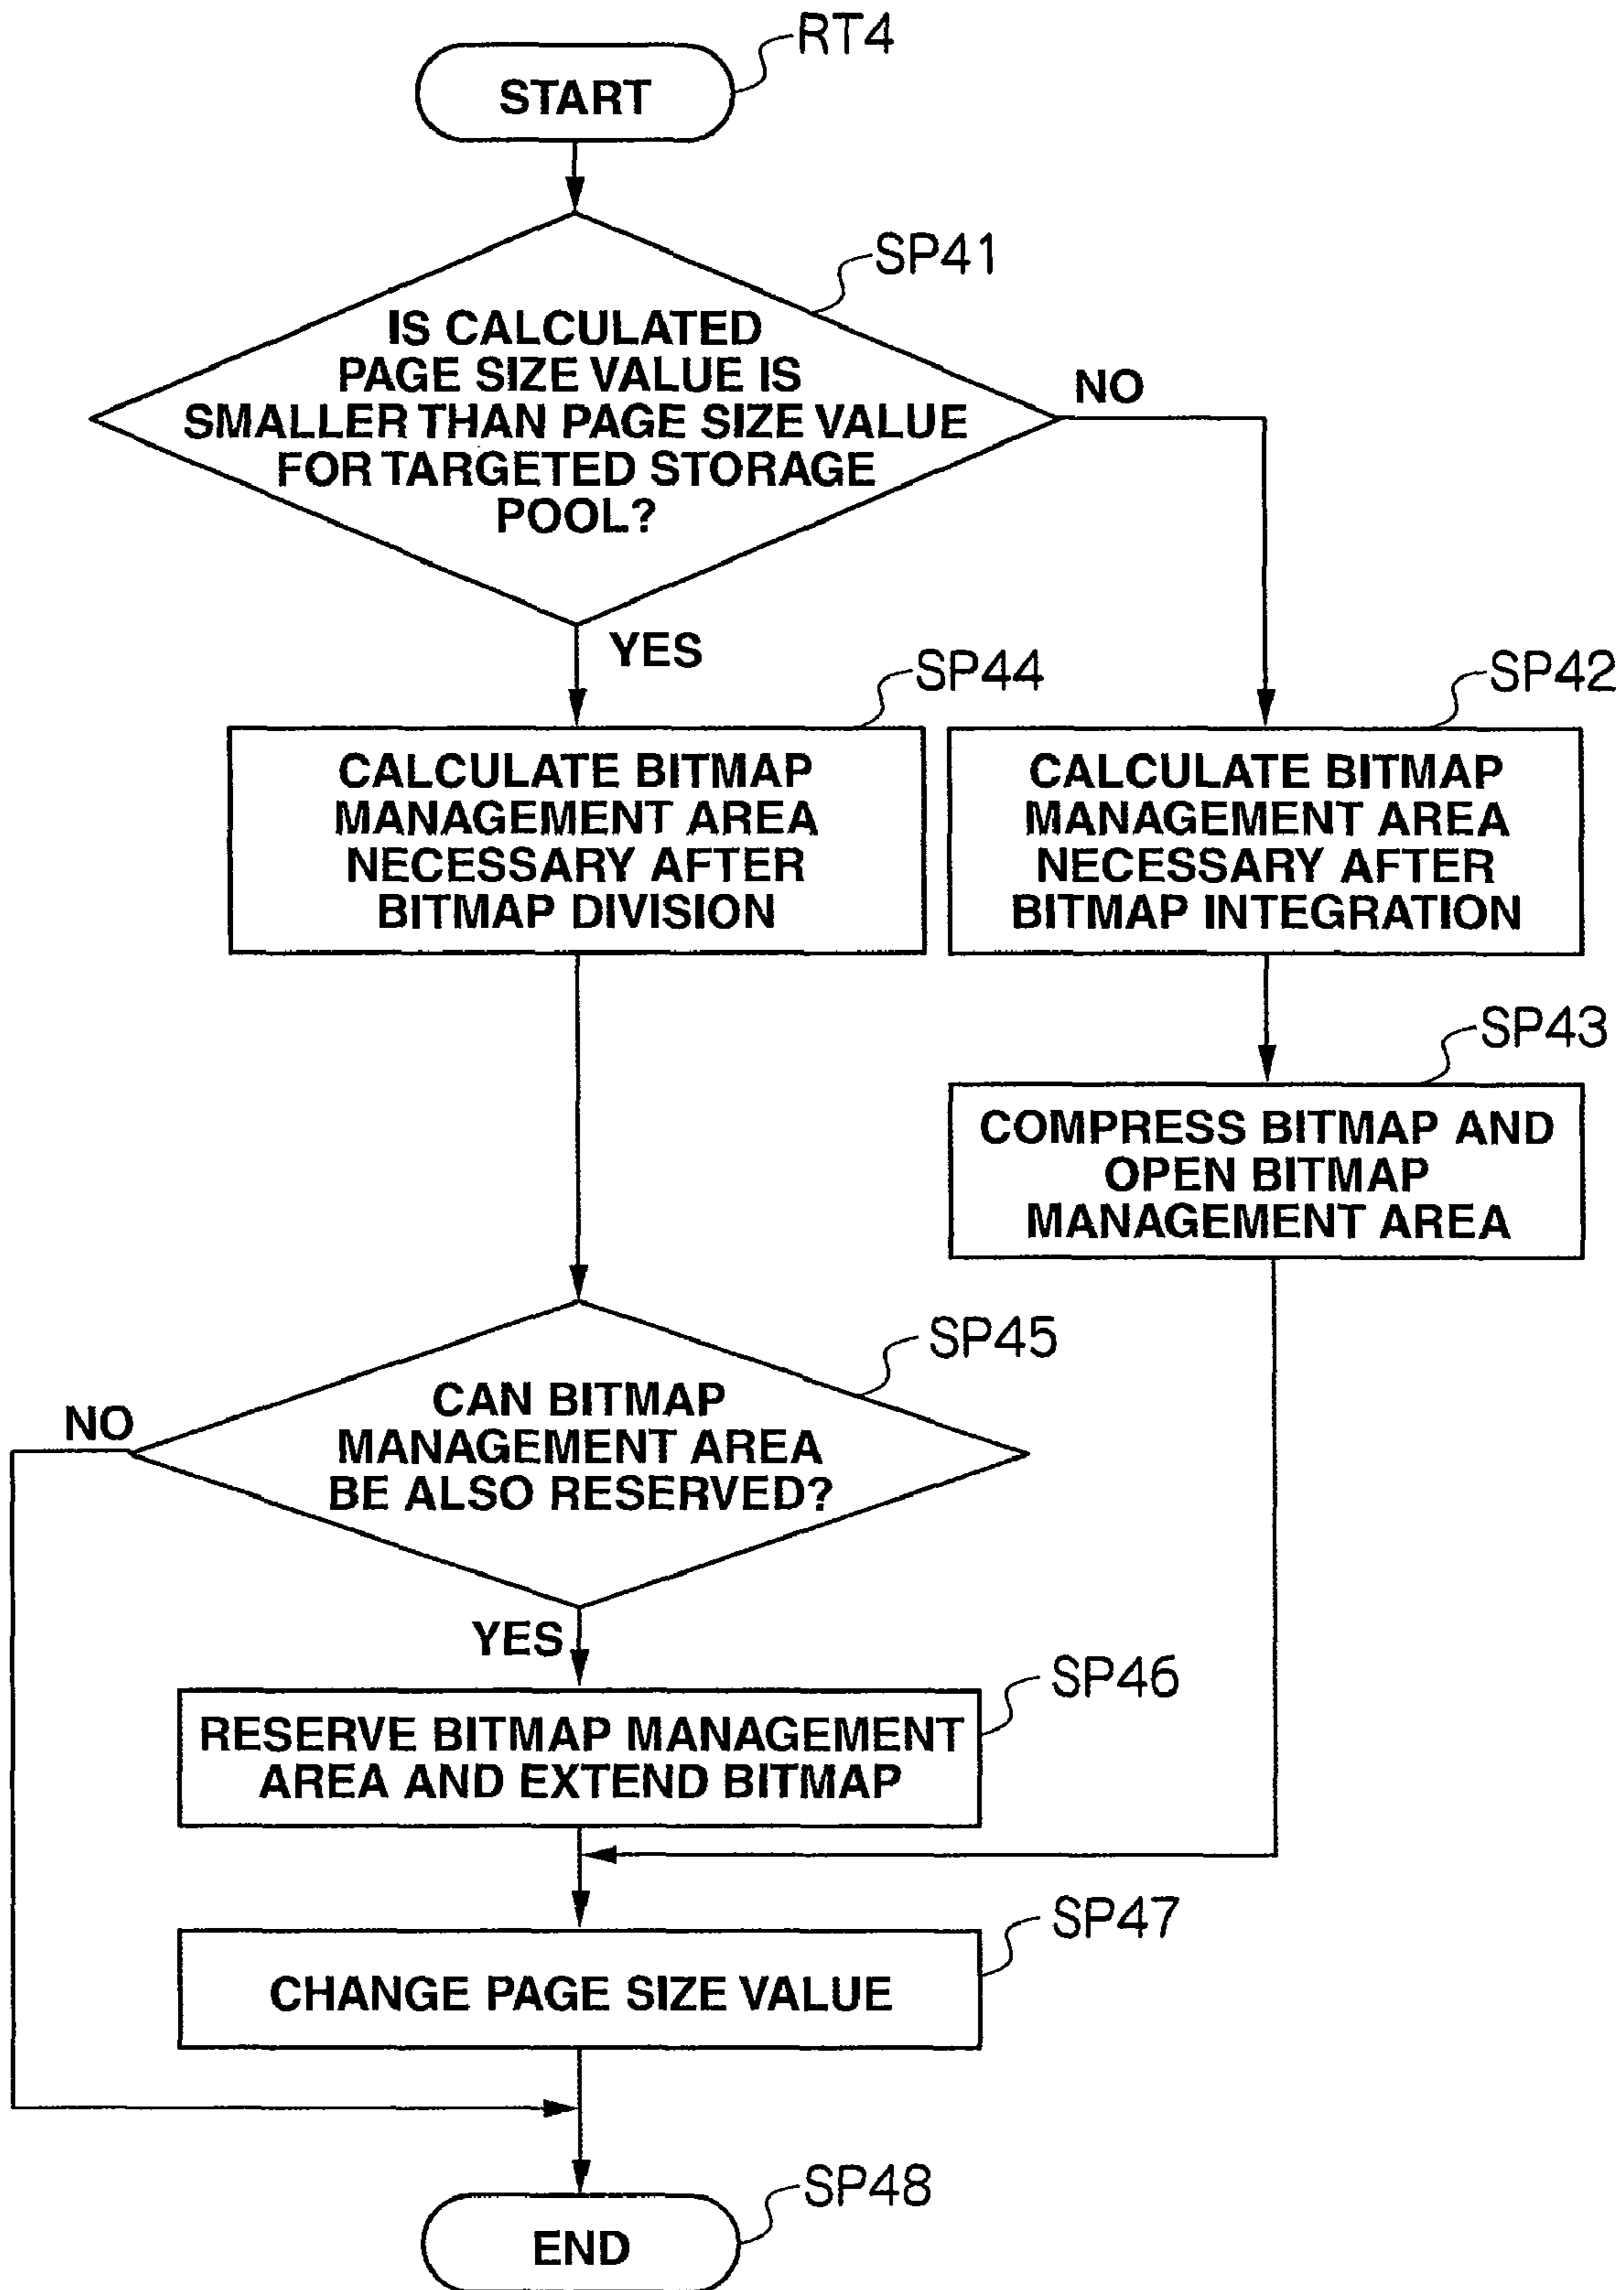 RT4
START
SP41
IS CALCULATED
PAGE SIZE VALUE IS
SMALLER THAN PAGE SIZE VALUE
FOR TARGETED STORAGE
POOL?
NO
YES
SP44
CALCULATE BITMAP
MANAGEMENT AREA
NECESSARY AFTER
BITMAP DIVISION
SP42
CALCULATE BITMAP
MANAGEMENT AREA
NECESSARY AFTER
BITMAP INTEGRATION
SP43
COMPRESS BITMAP AND
OPEN BITMAP
MANAGEMENT AREA
SP45
CAN BITMAP
MANAGEMENT AREA
BE ALSO RESERVED?
NO
YES
SP46
RESERVE BITMAP MANAGEMENT
AREA AND EXTEND BITMAP
SP47
CHANGE PAGE SIZE VALUE
SP48
END